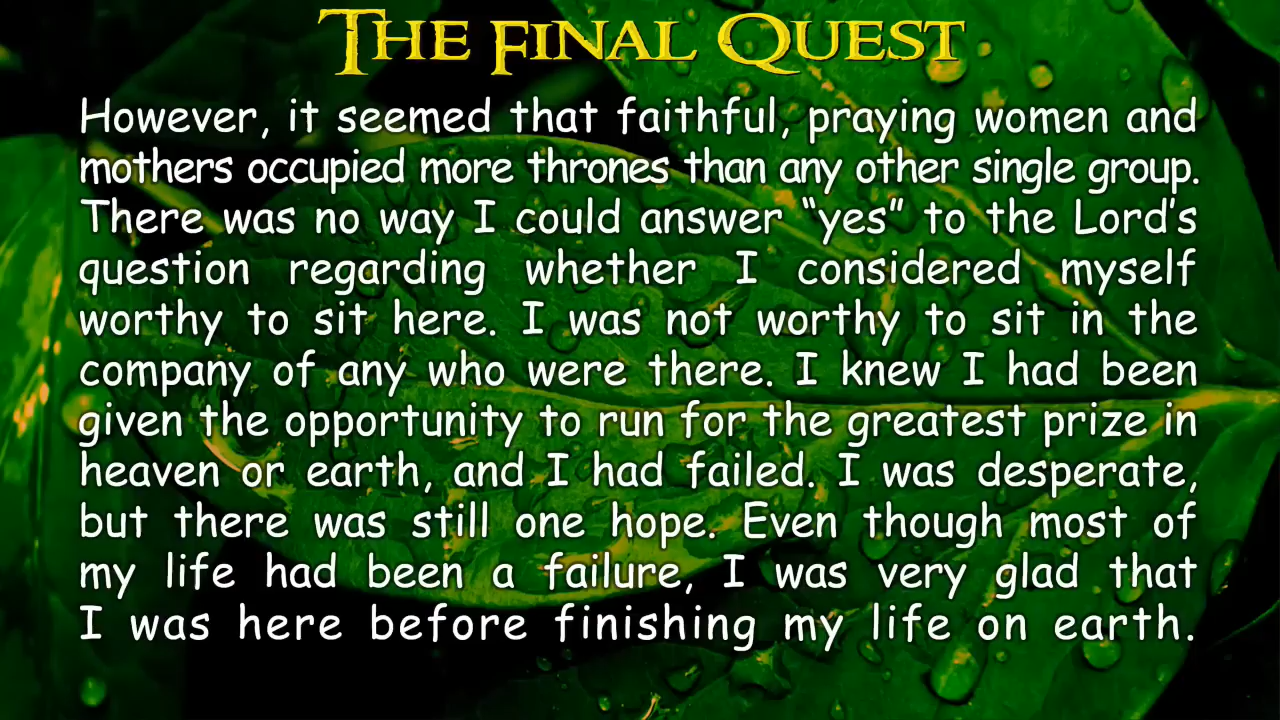 The Final Quest
However, it seemed that faithful, praying women and
mothers occupied more thrones than any other single group.
There was no way I could answer “yes” to the Lord’s
question regarding whether I considered myself
worthy to sit here. I was not worthy to sit in the
company of any who were there. I knew I had been
given the opportunity to run for the greatest prize in
heaven or earth, and I had failed. I was desperate,
but there was still one hope. Even though most of
my life had been a failure, I was very glad that
I was here before finishing my life on earth.